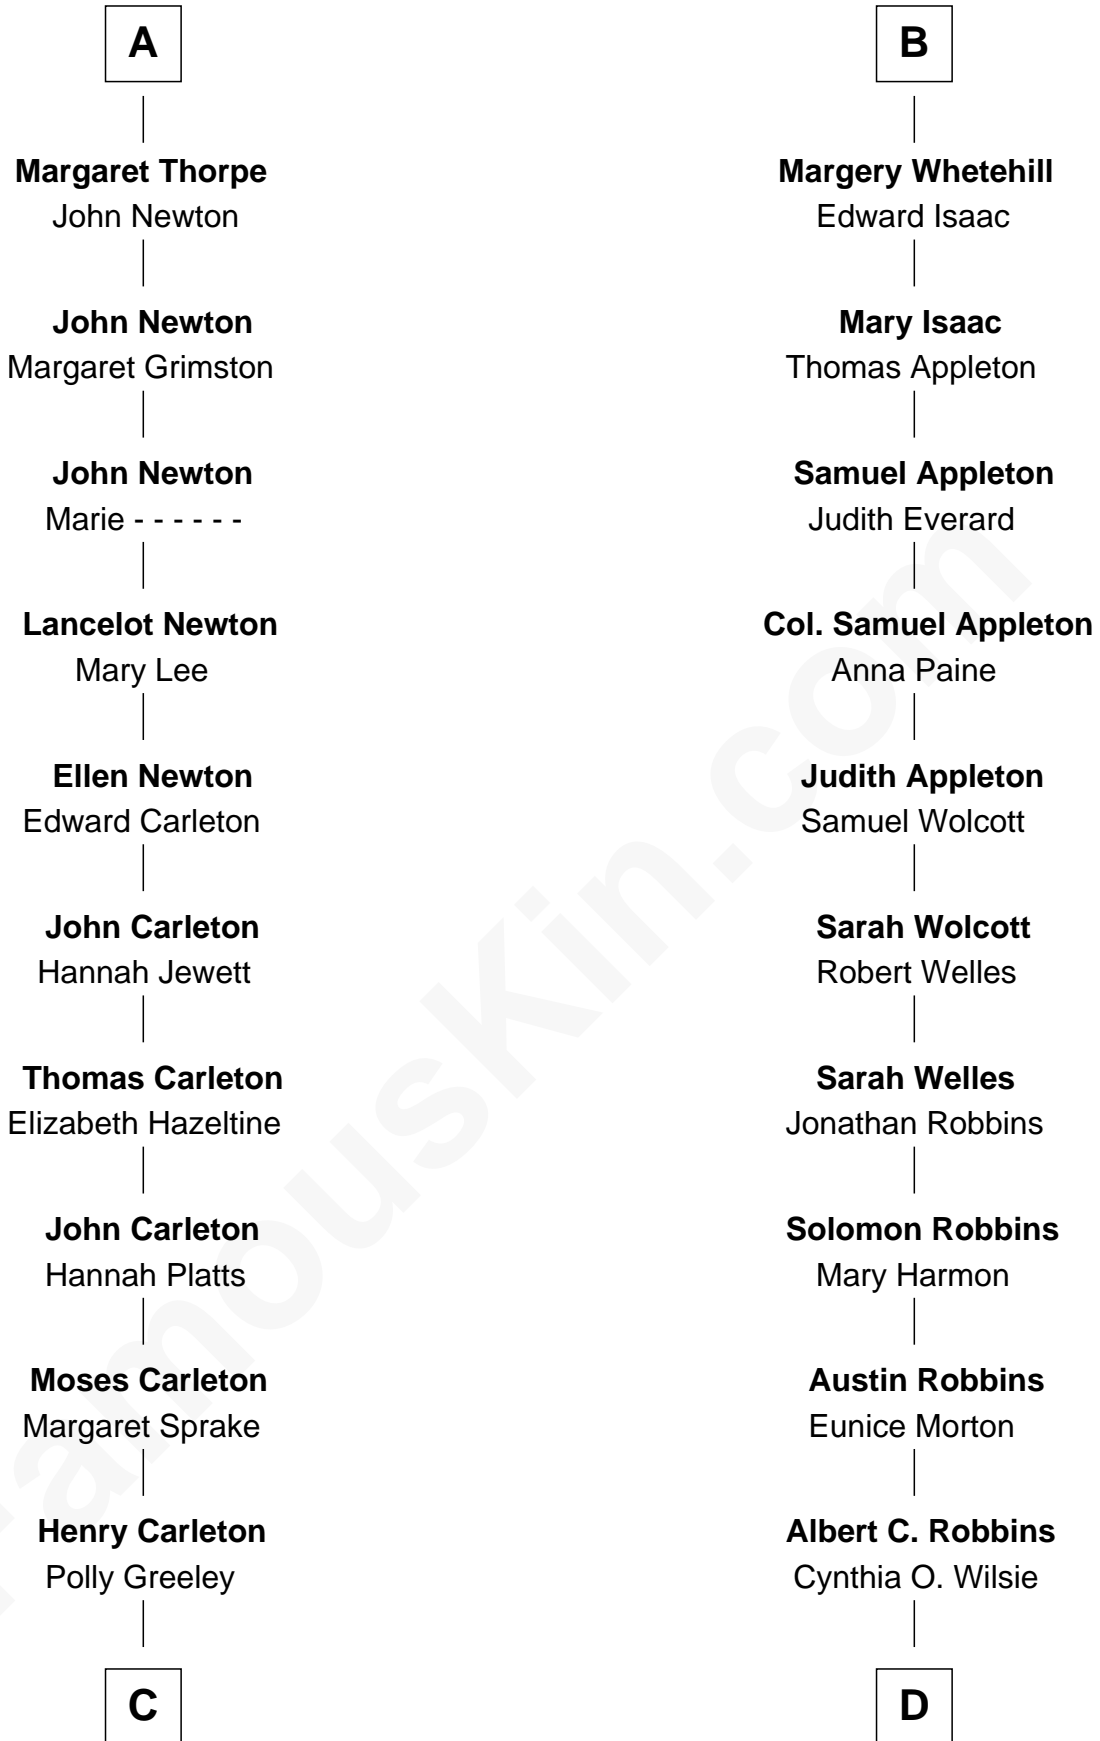 A
Margaret Thorpe
John Newton
John Newton
Margaret Grimston
John Newton
Marie - - - - - -
Lancelot Newton
Mary Lee
Ellen Newton
Edward Carleton
John Carleton
Hannah Jewett
Thomas Carleton
Elizabeth Hazeltine
John Carleton
Hannah Platts
Moses Carleton
Margaret Sprake
Henry Carleton
Polly Greeley
C
B
Margery Whetehill
Edward Isaac
Mary Isaac
Thomas Appleton
Samuel Appleton
Judith Everard
Col. Samuel Appleton
Anna Paine
Judith Appleton
Samuel Wolcott
Sarah Wolcott
Robert Welles
Sarah Welles
Jonathan Robbins
Solomon Robbins
Mary Harmon
Austin Robbins
Eunice Morton
Albert C. Robbins
Cynthia O. Wilsie
D
FamousKin.com